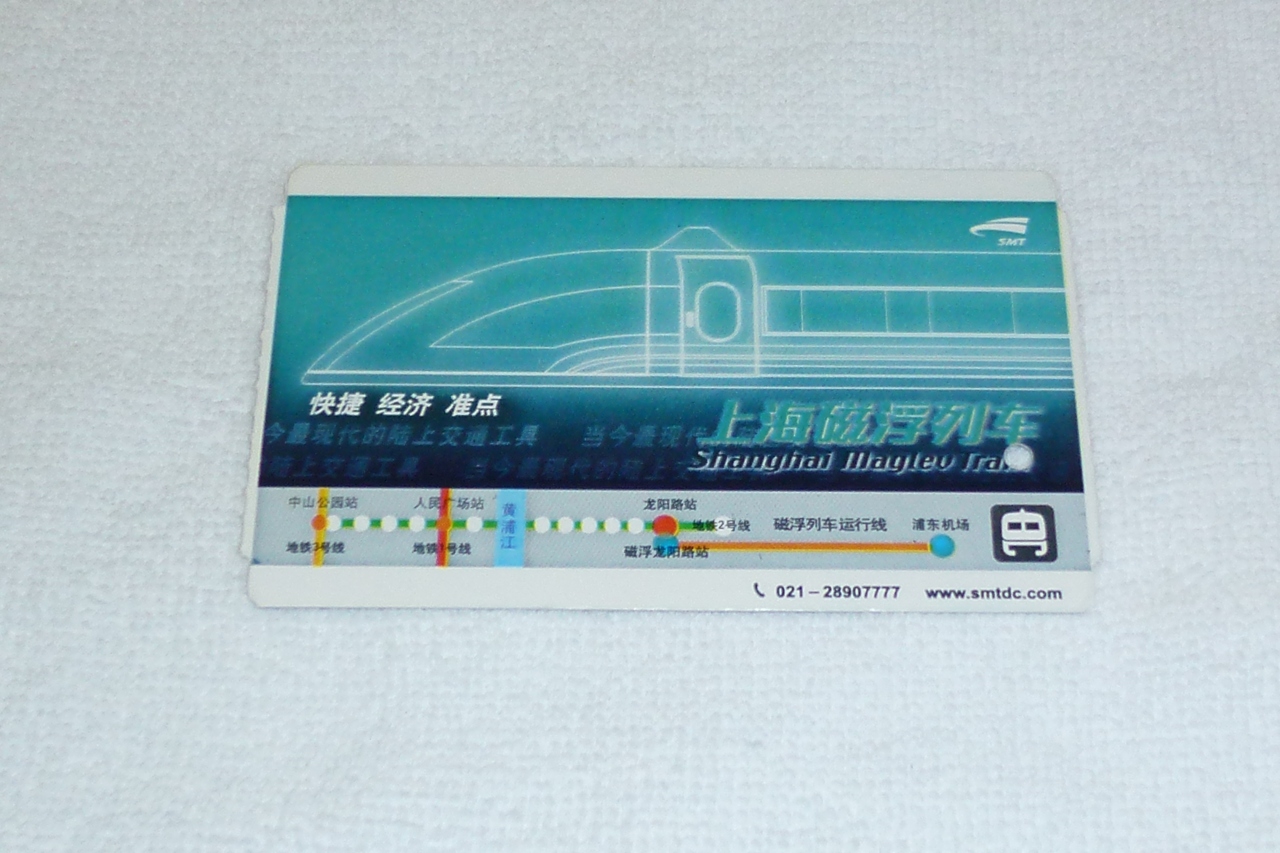 SMT
快捷 经济 准点
今最现代的陆上交通工具 当今最现代
上海磁浮列车
陆上交通工具 当今最现代的陆上交
Shanghai Maglev Tra
中山公园站 人民广场站 黄浦江 龙阳路站
地铁2号线 磁浮列车运行线 浦东机场
地铁3号线 地铁1号线 磁浮龙阳路站
021-28907777 www.smtdc.com